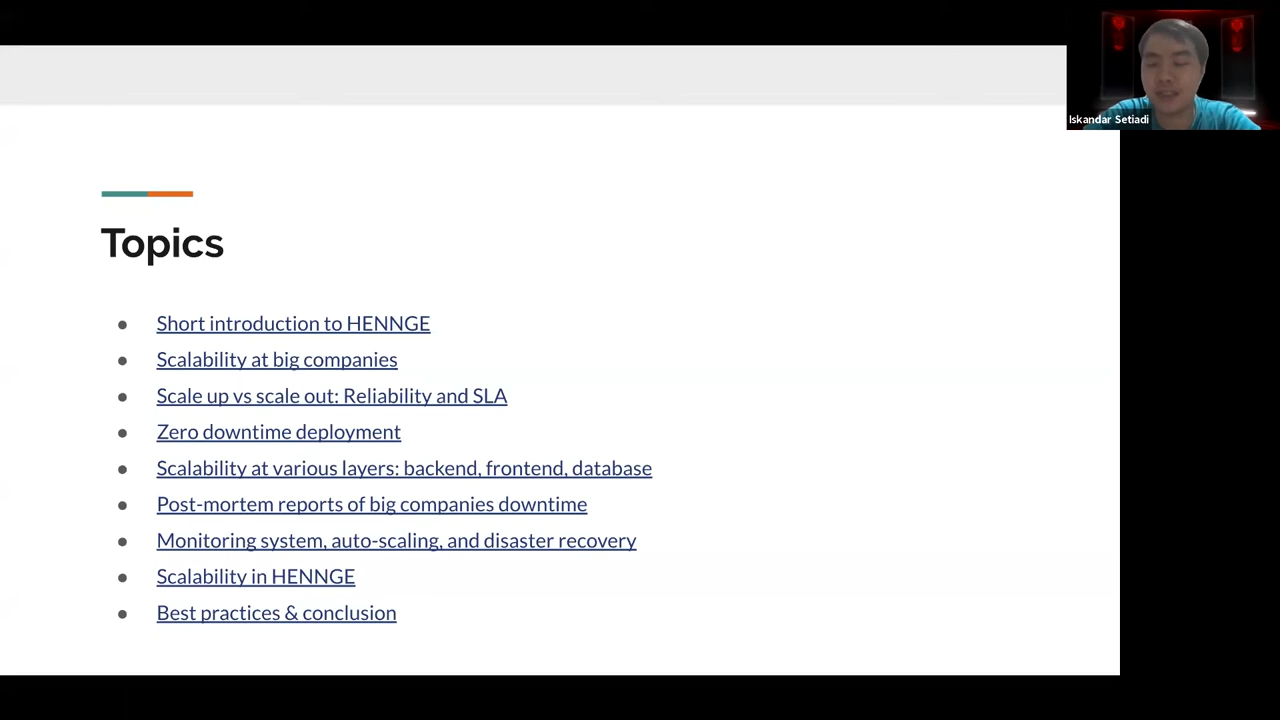 Iskandar Setiadi
Topics
Short introduction to HENNGE
Scalability at big companies
Scale up vs scale out: Reliability and SLA
Zero downtime deployment
Scalability at various layers: backend, frontend, database
Post-mortem reports of big companies downtime
Monitoring system, auto-scaling, and disaster recovery
Scalability in HENNGE
Best practices & conclusion